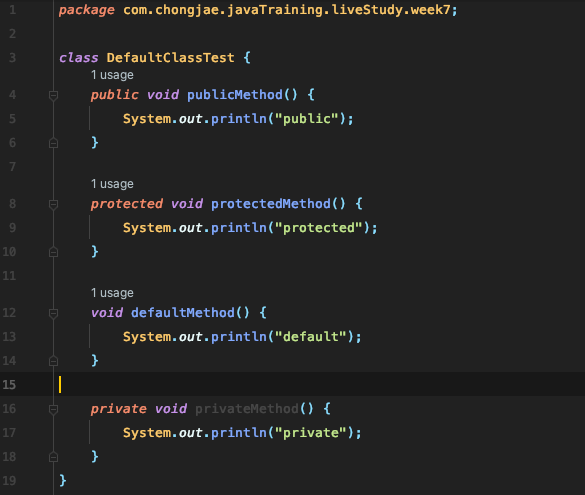 1 package com.chongjae.javaTraining.liveStudy.week7;
2
3 class DefaultClassTest {
1 usage
4 public void publicMethod() {
5 System.out.println("public");
6 }
7
1 usage
8 protected void protectedMethod() {
9 System.out.println("protected");
10 }
11
1 usage
12 void defaultMethod() {
13 System.out.println("default");
14 }
15
16 private void privateMethod() {
17 System.out.println("private");
18 }
19 }